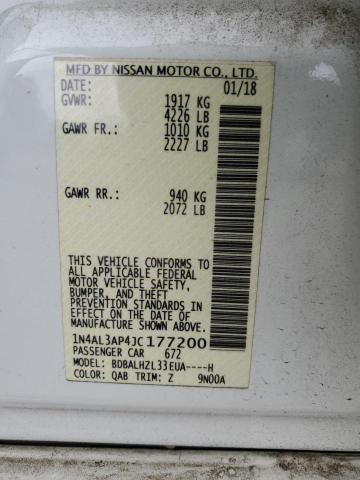 MFD BY NISSAN MOTOR CO., LTD.
DATE: 01/18
GVWR: 1917 KG
4226 LB
GAWR FR.: 1010 KG
2227 LB
GAWR RR.: 940 KG
2072 LB
THIS VEHICLE CONFORMS TO
ALL APPLICABLE FEDERAL
MOTOR VEHICLE SAFETY,
BUMPER, AND THEFT
PREVENTION STANDARDS IN
EFFECT ON THE DATE OF
MANUFACTURE SHOWN ABOVE.
1N4AL3AP4JC177200
PASSENGER CAR 672
MODEL: BDBALHZL33EUA----H
COLOR: QAB TRIM: Z 9N00A